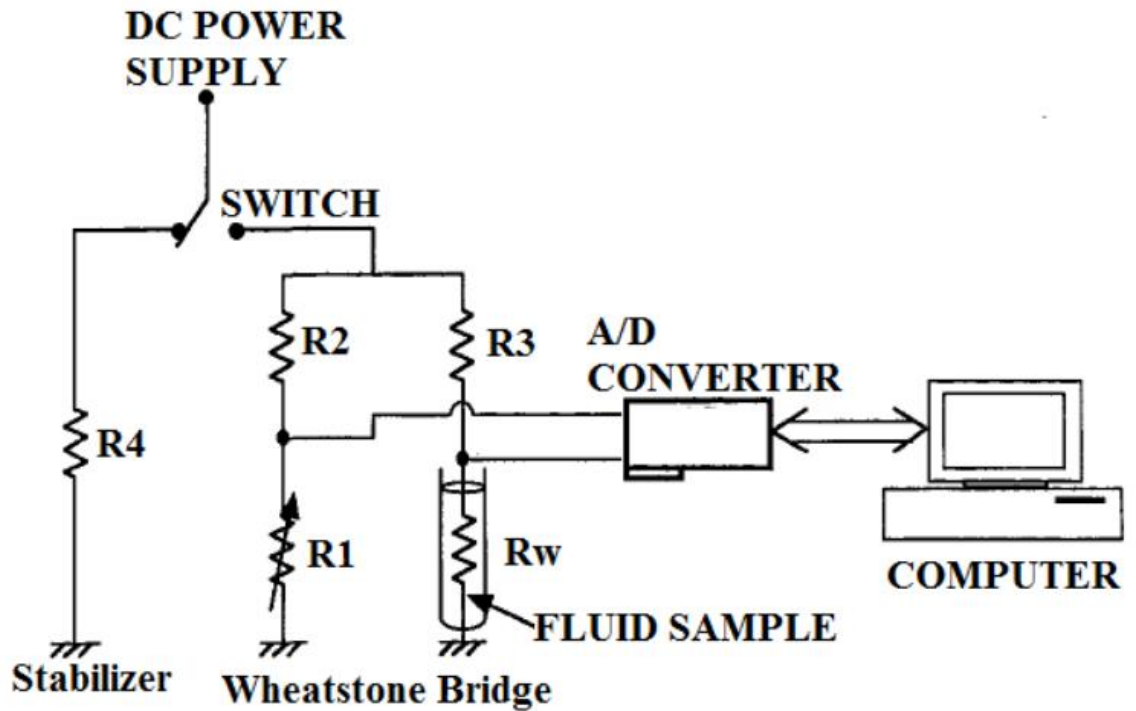 DC POWER
SUPPLY
SWITCH
R2
R3
A/D
CONVERTER
R4
R1
Rw
COMPUTER
FLUID SAMPLE
Stabilizer
Wheatstone Bridge